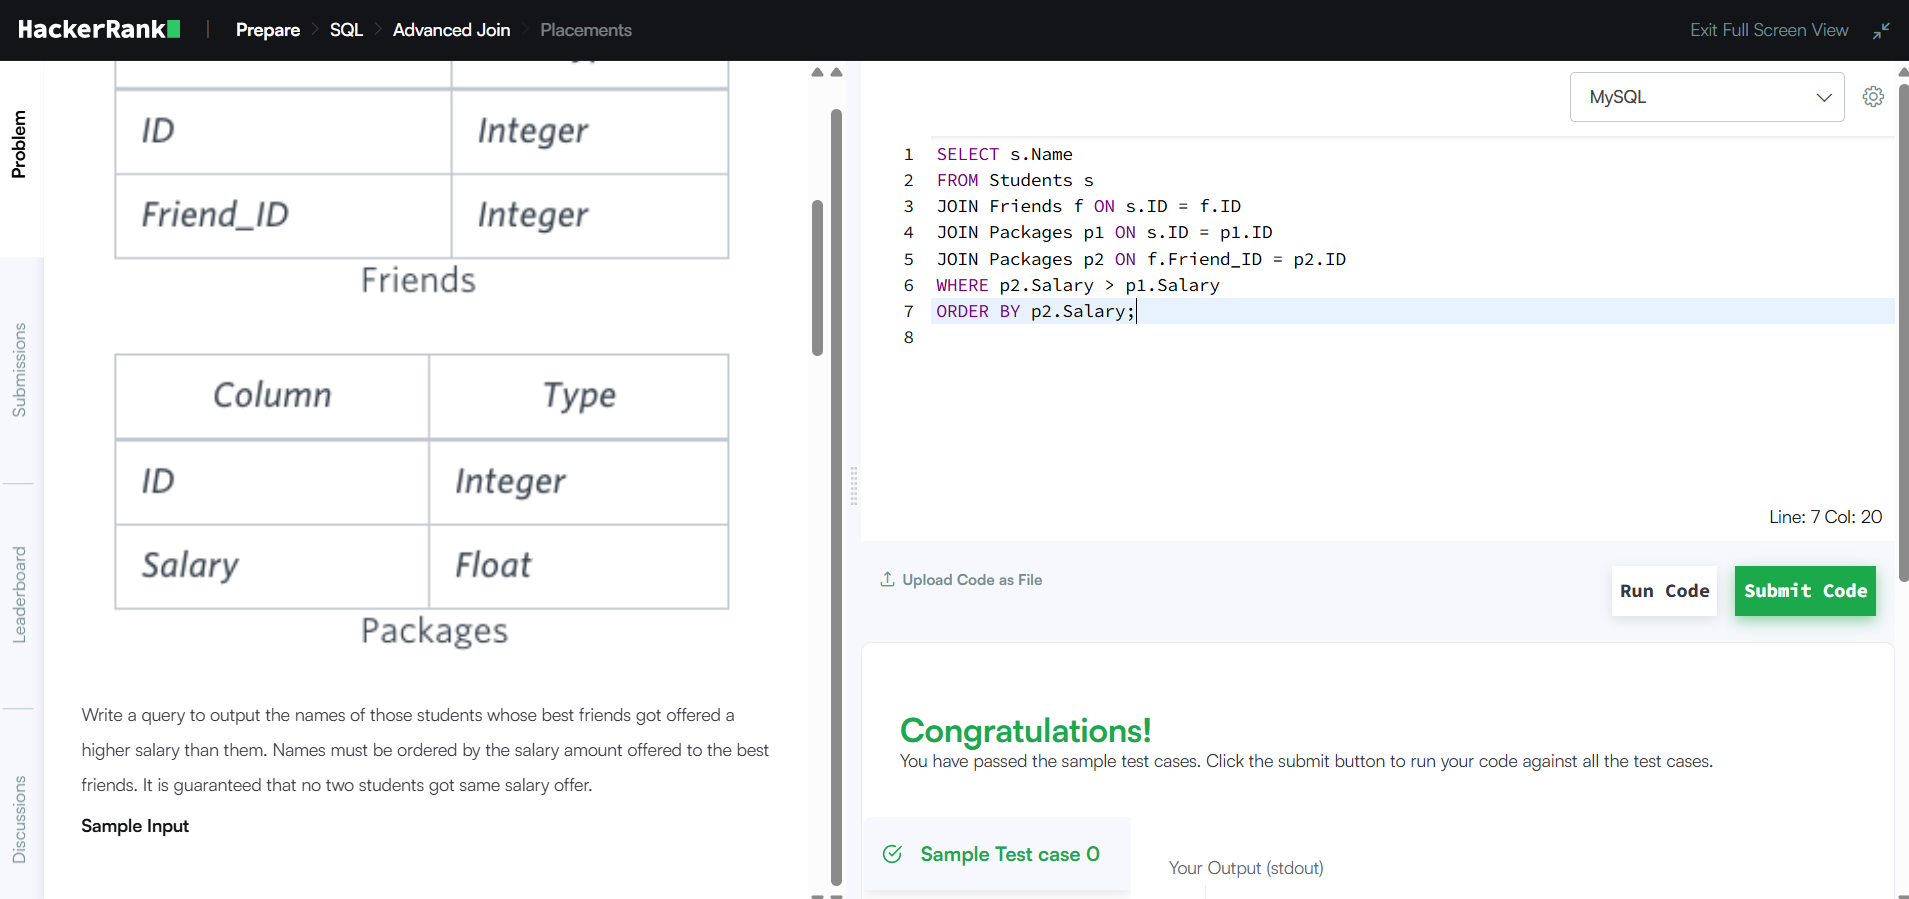 HackerRank
Prepare
SQL
Advanced Join
Placements
Exit Full Screen View
Problem
Submissions
Leaderboard
Discussions
ID Integer
Friend_ID Integer
Friends
Column Type
ID Integer
Salary Float
Packages
Write a query to output the names of those students whose best friends got offered a
higher salary than them. Names must be ordered by the salary amount offered to the best
friends. It is guaranteed that no two students got same salary offer.
Sample Input
MySQL
1 SELECT s.Name
2 FROM Students s
3 JOIN Friends f ON s.ID = f.ID
4 JOIN Packages p1 ON s.ID = p1.ID
5 JOIN Packages p2 ON f.Friend_ID = p2.ID
6 WHERE p2.Salary > p1.Salary
7 ORDER BY p2.Salary;
8
Line: 7 Col: 20
Upload Code as File
Run Code
Submit Code
Congratulations!
You have passed the sample test cases. Click the submit button to run your code against all the test cases.
Sample Test case 0
Your Output (stdout)